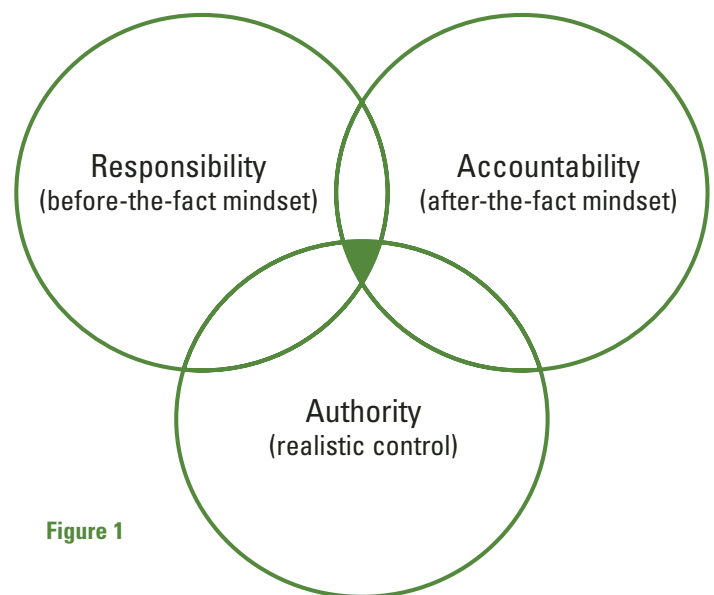 Responsibility
(before-the-fact mindset)
Accountability
(after-the-fact mindset)
Authority
(realistic control)
Figure 1